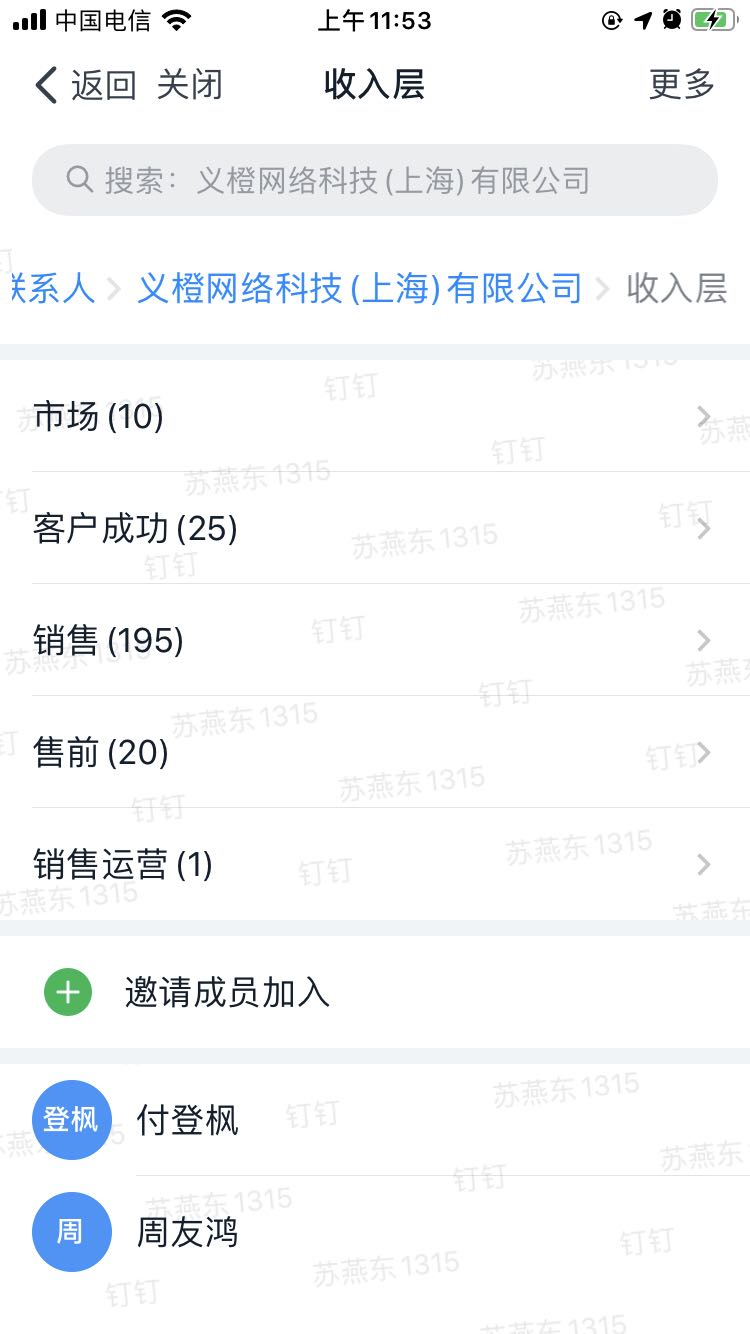 中国电信 上午11:53
返回 关闭 收入层 更多
搜索：义橙网络科技(上海)有限公司
联系人 > 义橙网络科技(上海)有限公司 > 收入层
市场(10)
客户成功(25)
销售(195)
售前(20)
销售运营(1)
邀请成员加入
登枫 付登枫
周 周友鸿
钉钉
苏燕东1315